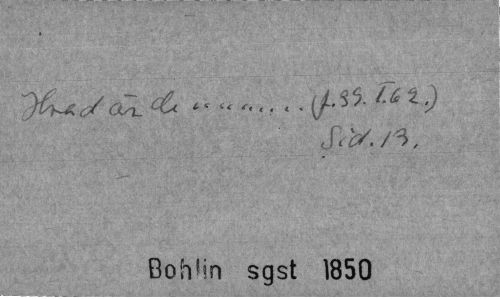 Hvad är de " " " " . . . (f.39. I.62.)
Sid. 13.
Bohlin sgst 1850